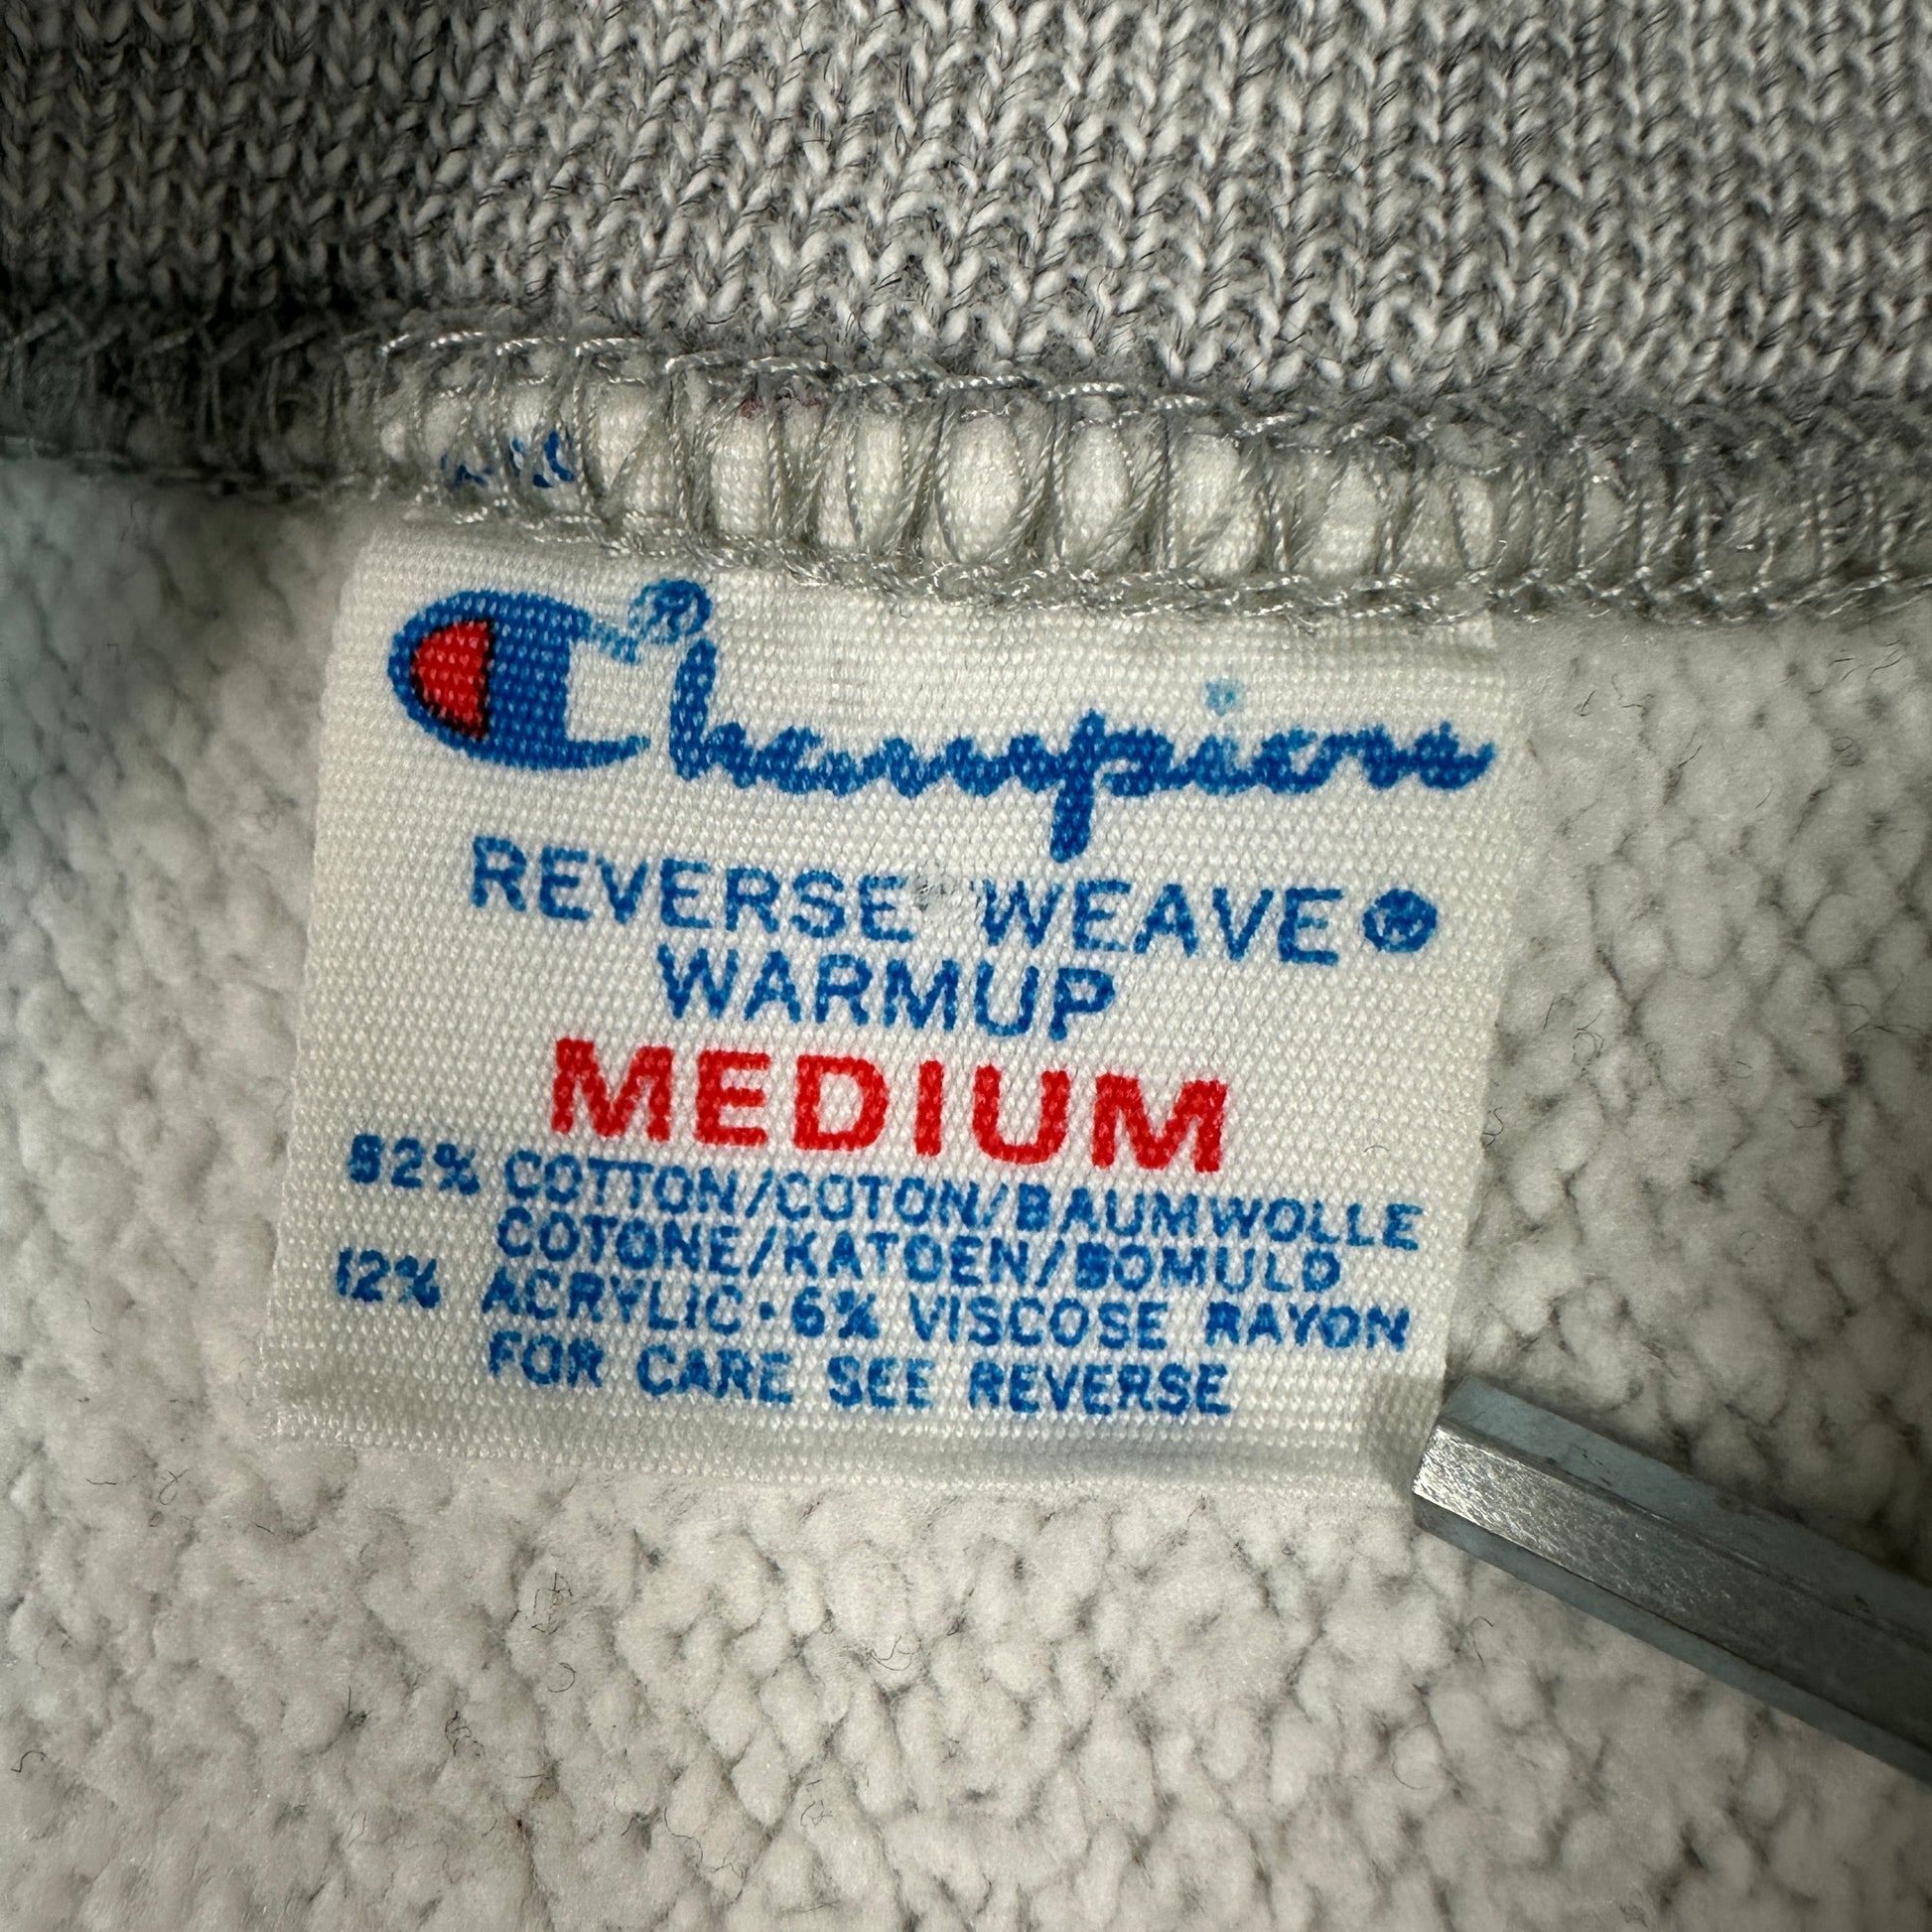 Champion®
REVERSE WEAVE®
WARMUP
MEDIUM
82% COTTON/COTON/BAUMWOLLE
COTONE/KATOEN/BOMULD
12% ACRYLIC·6% VISCOSE RAYON
FOR CARE SEE REVERSE